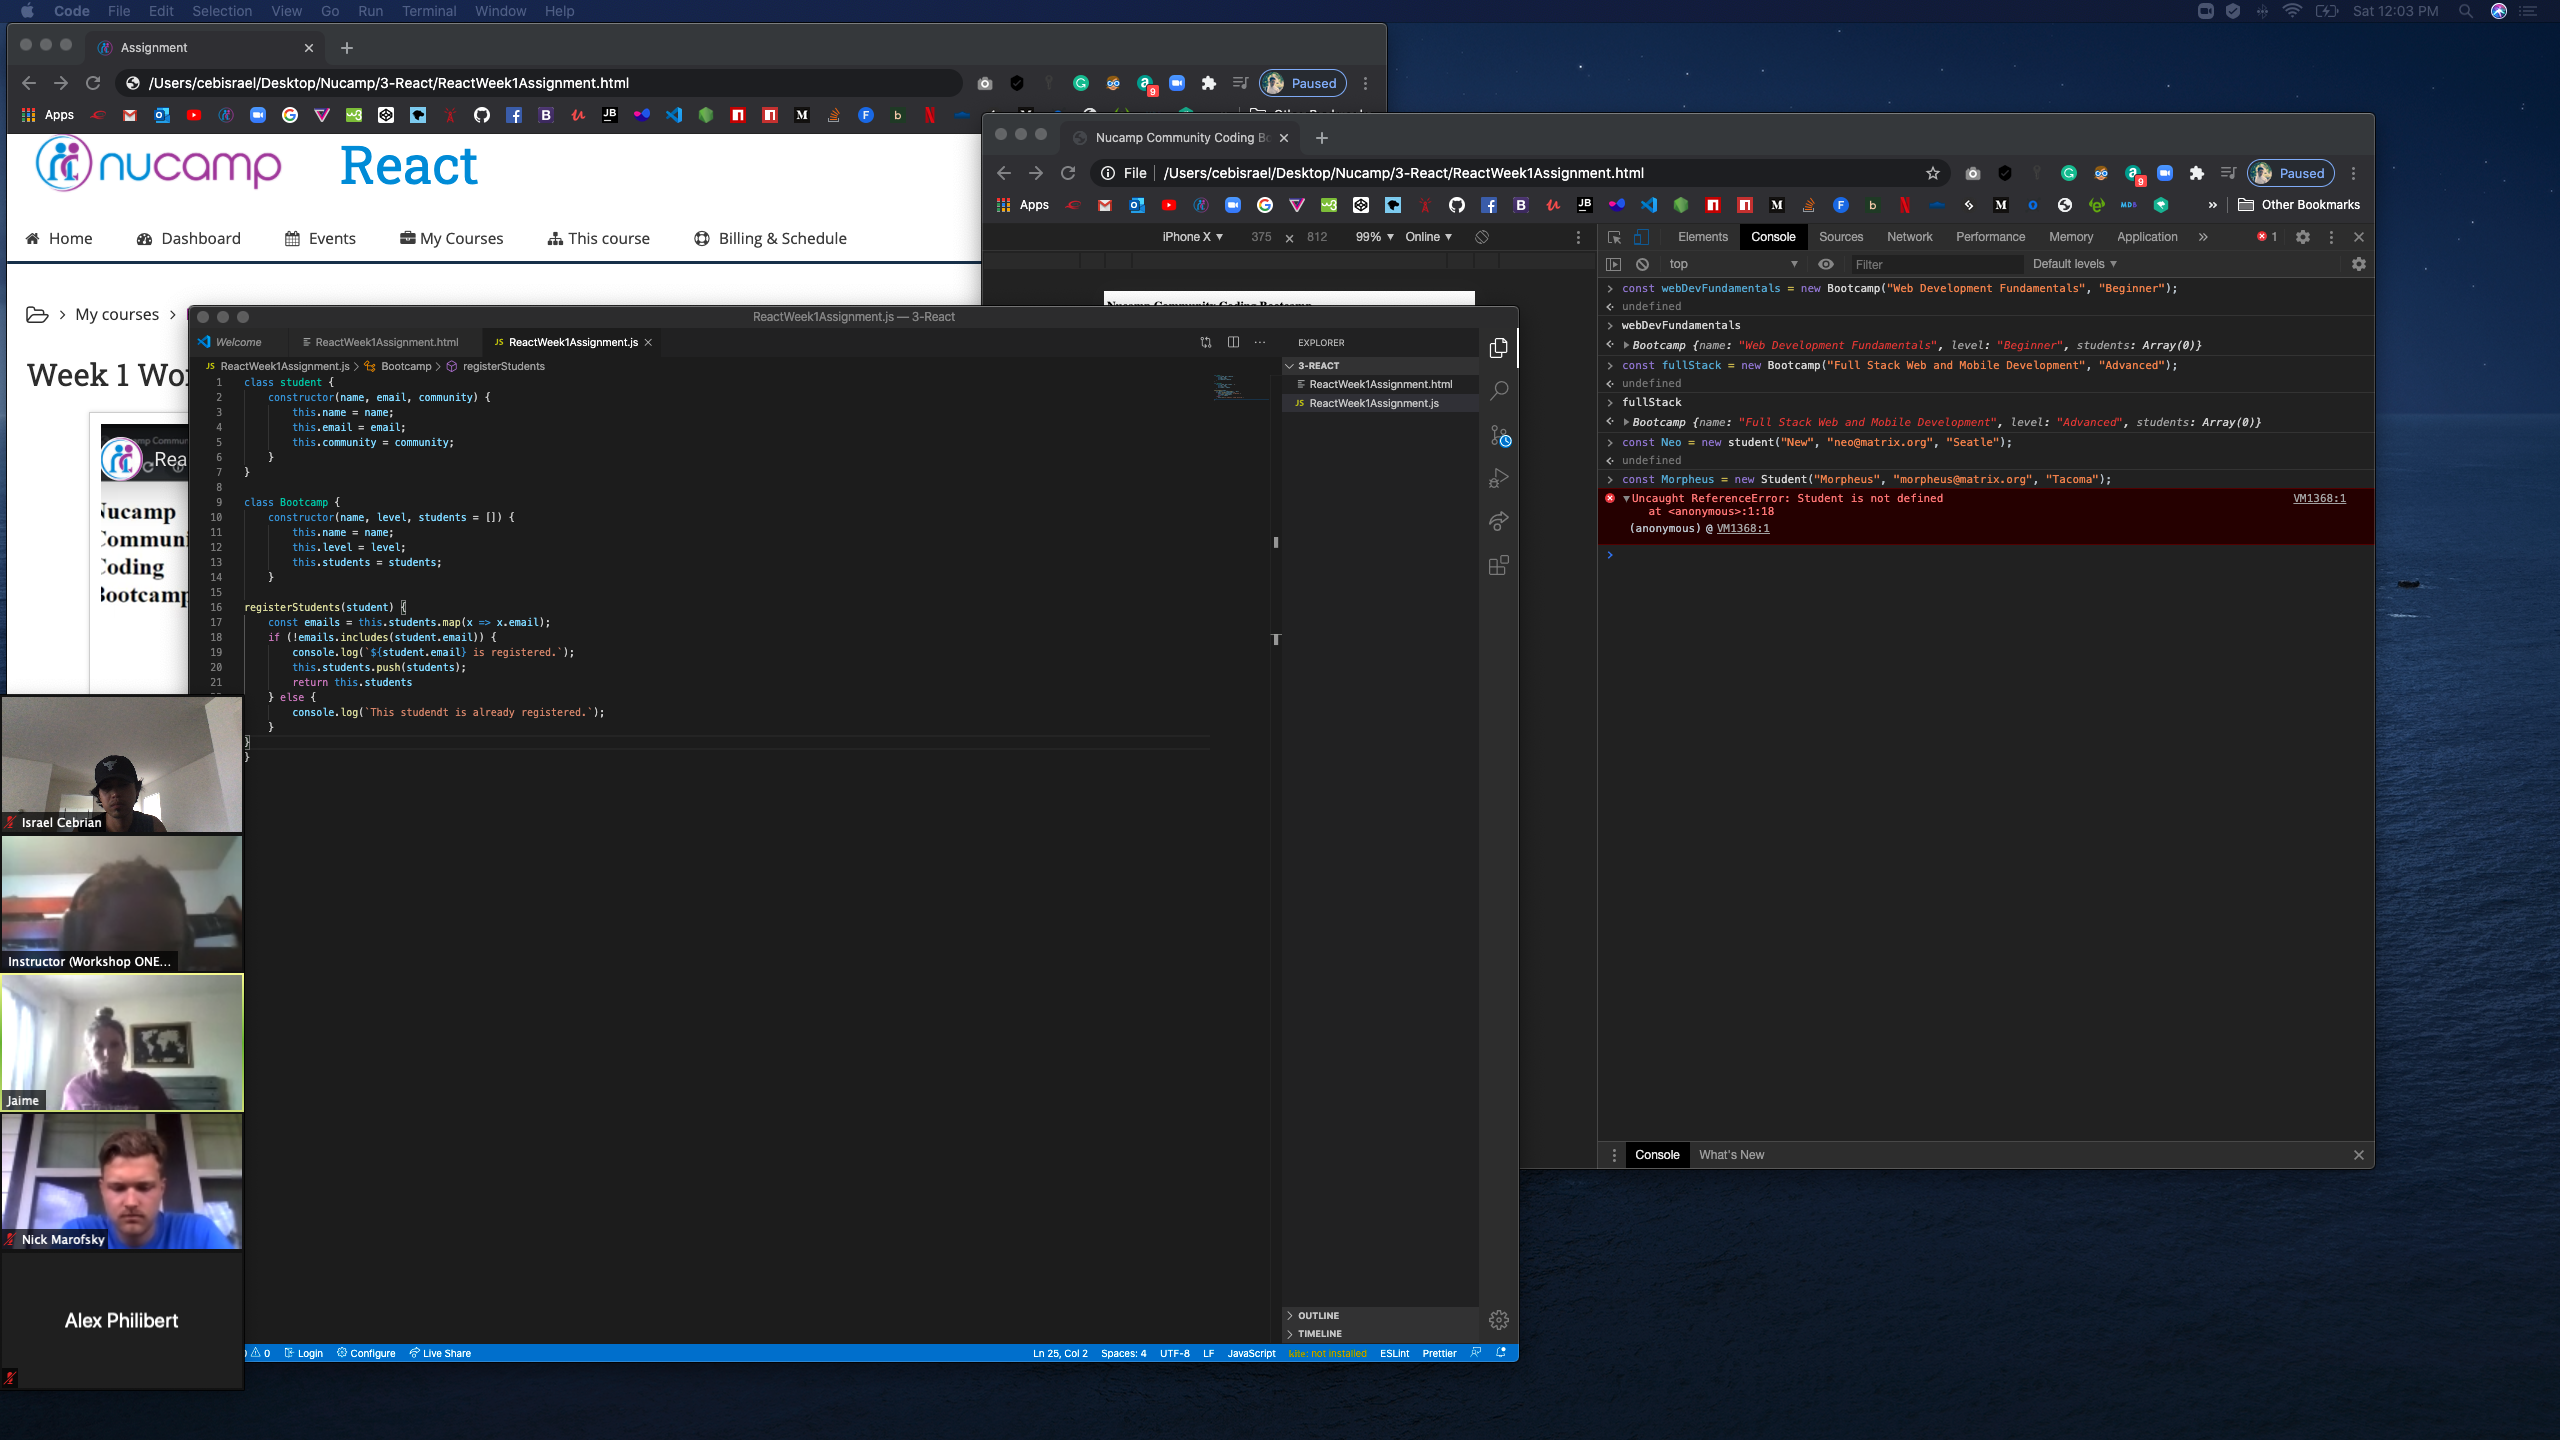 Code File Edit Selection View Go Run Terminal Window Help
Sat 12:03 PM
Assignment
/Users/cebisrael/Desktop/Nucamp/3-React/ReactWeek1Assignment.html
Paused
Apps
nucamp React
Home Dashboard Events My Courses This course Billing & Schedule
My courses
Week 1 Wor
Rea
Nucamp
Communi
Coding
Bootcamp
Nucamp Community Coding Bo
File /Users/cebisrael/Desktop/Nucamp/3-React/ReactWeek1Assignment.html
Paused
Apps
Other Bookmarks
iPhone X 375 × 812 99% Online
Elements Console Sources Network Performance Memory Application » 1
top Filter Default levels
const webDevFundamentals = new Bootcamp("Web Development Fundamentals", "Beginner");
undefined
webDevFundamentals
Bootcamp {name: "Web Development Fundamentals", level: "Beginner", students: Array(0)}
const fullStack = new Bootcamp("Full Stack Web and Mobile Development", "Advanced");
undefined
fullStack
Bootcamp {name: "Full Stack Web and Mobile Development", level: "Advanced", students: Array(0)}
const Neo = new student("New", "neo@matrix.org", "Seatle");
undefined
const Morpheus = new Student("Morpheus", "morpheus@matrix.org", "Tacoma");
Uncaught ReferenceError: Student is not defined VM1368:1
at <anonymous>:1:18
(anonymous) @ VM1368:1
Console What's New
ReactWeek1Assignment.js — 3-React
Welcome ReactWeek1Assignment.html JS ReactWeek1Assignment.js
JS ReactWeek1Assignment.js > Bootcamp > registerStudents
1 class student {
2 constructor(name, email, community) {
3 this.name = name;
4 this.email = email;
5 this.community = community;
6 }
7 }
8
9 class Bootcamp {
10 constructor(name, level, students = []) {
11 this.name = name;
12 this.level = level;
13 this.students = students;
14 }
15
16 registerStudents(student) {
17 const emails = this.students.map(x => x.email);
18 if (!emails.includes(student.email)) {
19 console.log(`${student.email} is registered.`);
20 this.students.push(students);
21 return this.students
} else {
console.log(`This studendt is already registered.`);
}
}
}
EXPLORER
3-REACT
ReactWeek1Assignment.html
JS ReactWeek1Assignment.js
OUTLINE
TIMELINE
0 Login Configure Live Share
Ln 25, Col 2 Spaces: 4 UTF-8 LF JavaScript kite: not installed ESLint Prettier
Israel Cebrian
Instructor (Workshop ONE...
Jaime
Nick Marofsky
Alex Philibert